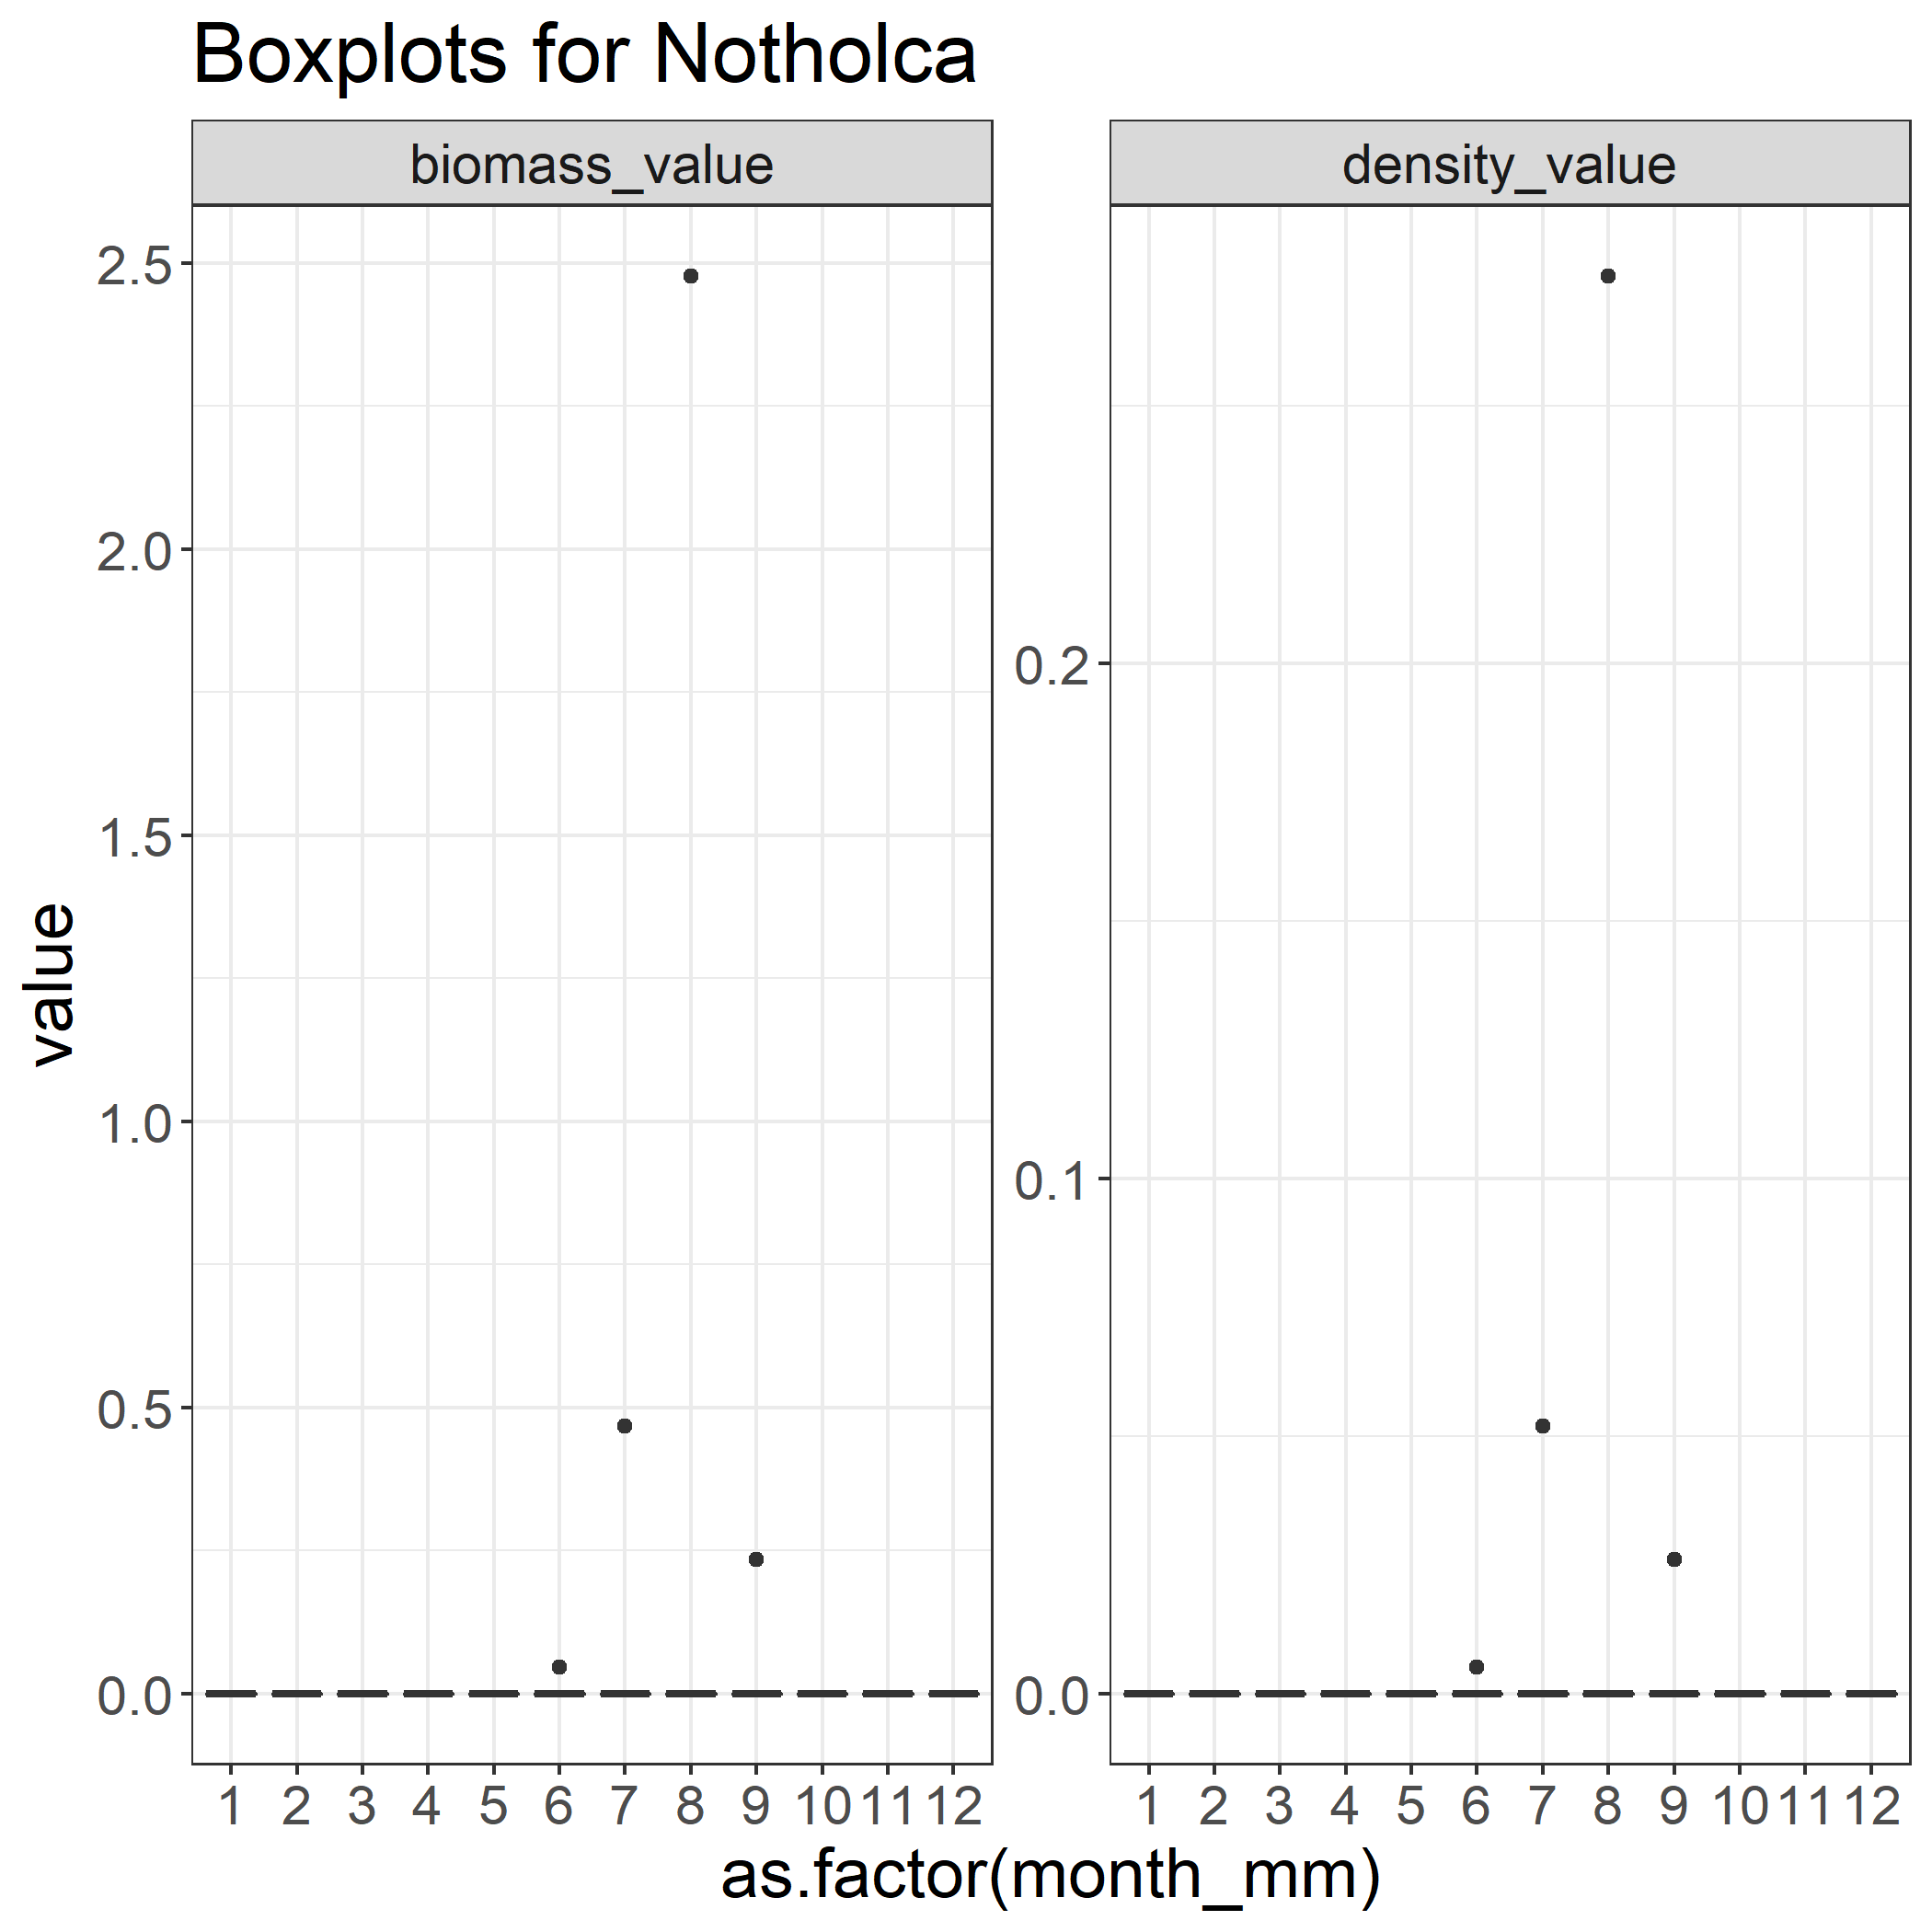 Boxplots for Notholca
biomass_value
density_value
value
2.5
2.0
1.5
1.0
0.5
0.0
0.2
0.1
0.0
1 2 3 4 5 6 7 8 9 10 11 12
1 2 3 4 5 6 7 8 9 10 11 12
as.factor(month_mm)